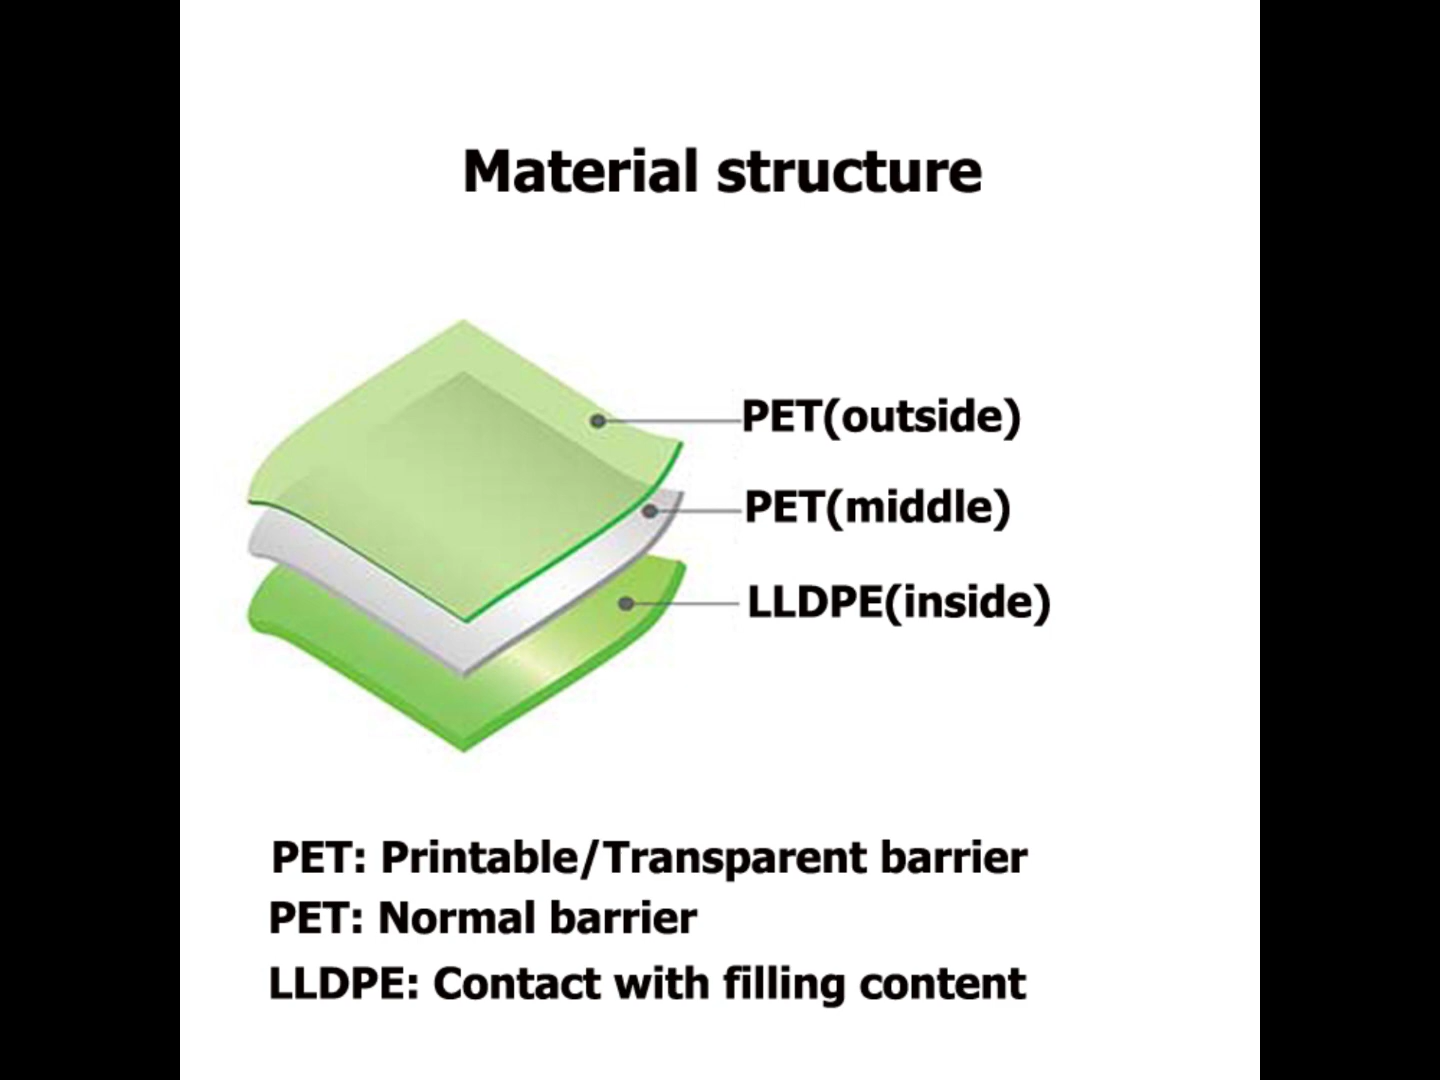 Material structure
PET(outside)
PET(middle)
LLDPE(inside)
PET: Printable/Transparent barrier
PET: Normal barrier
LLDPE: Contact with filling content